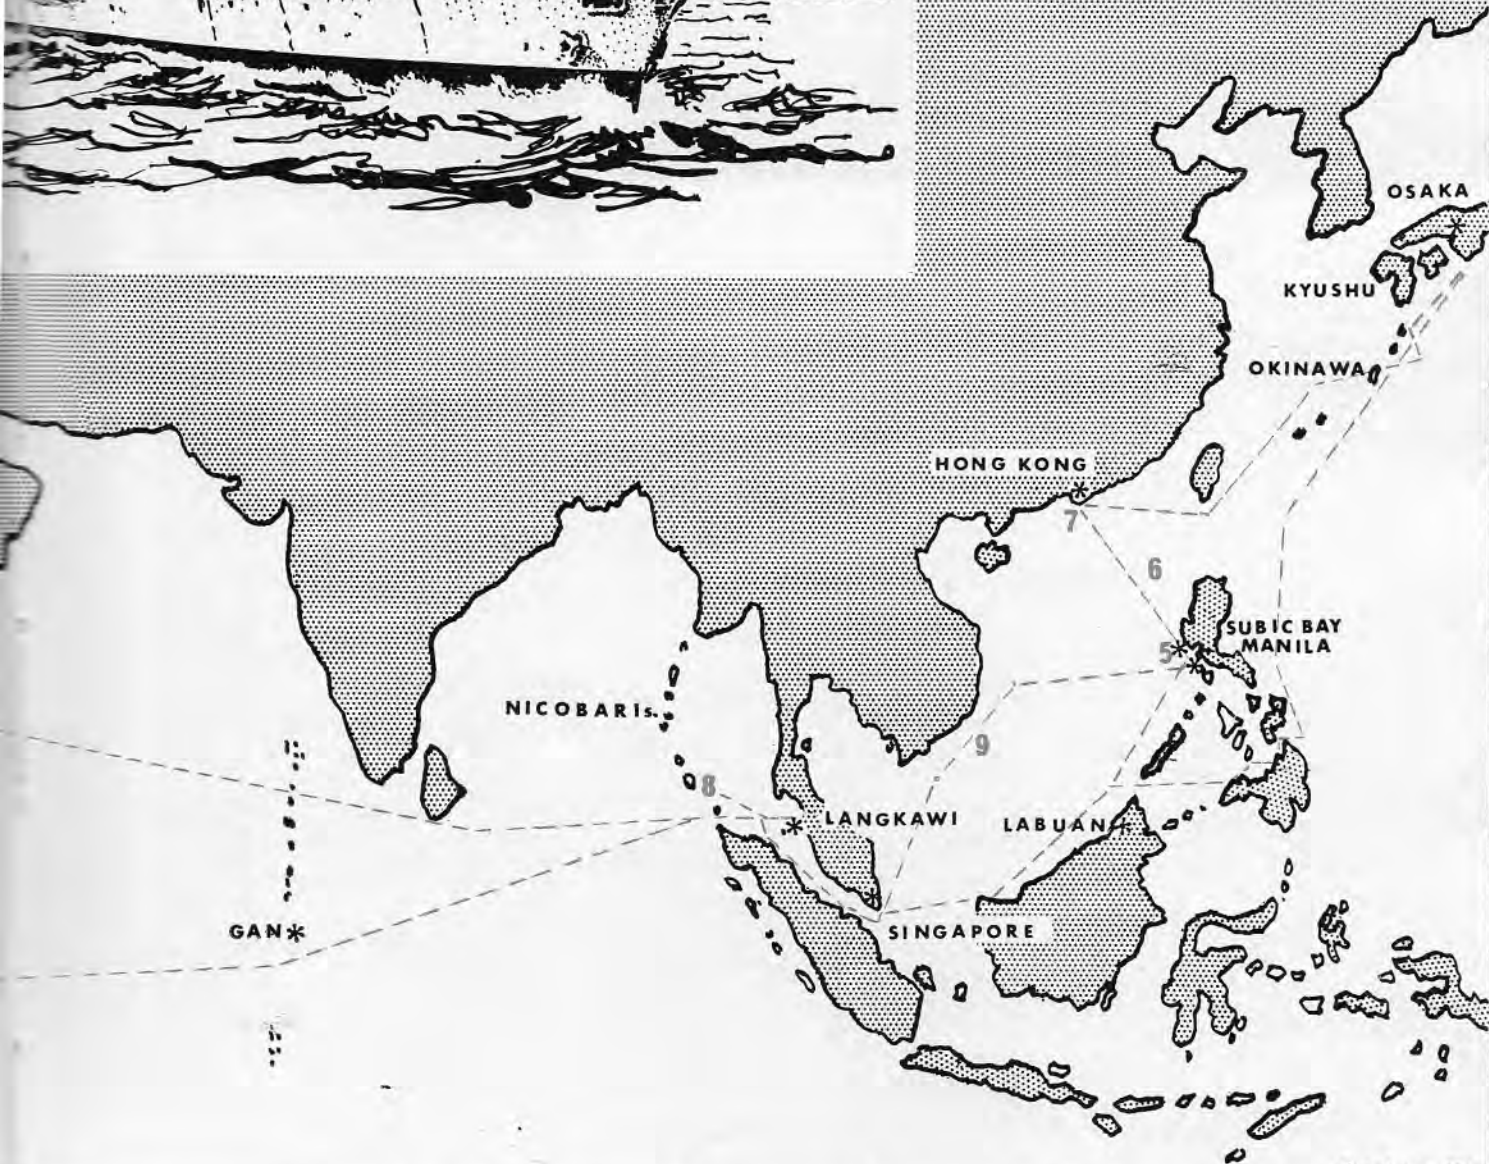 OSAKA
KYUSHU
OKINAWA
HONG KONG
7
6
SUBIC BAY
MANILA
5
NICOBAR Is.
9
8
LANGKAWI
LABUAN
GAN
SINGAPORE